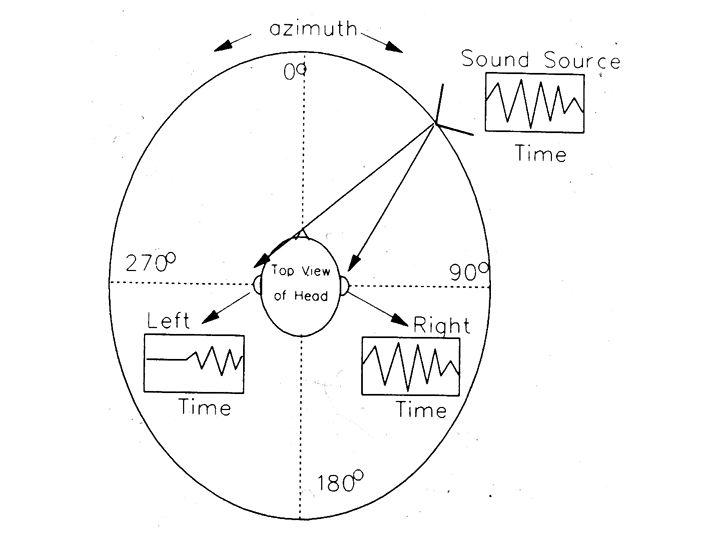 azimuth
0°
Sound Source
Time
270°
Top View
of Head
90°
Left
Right
Time
Time
180°